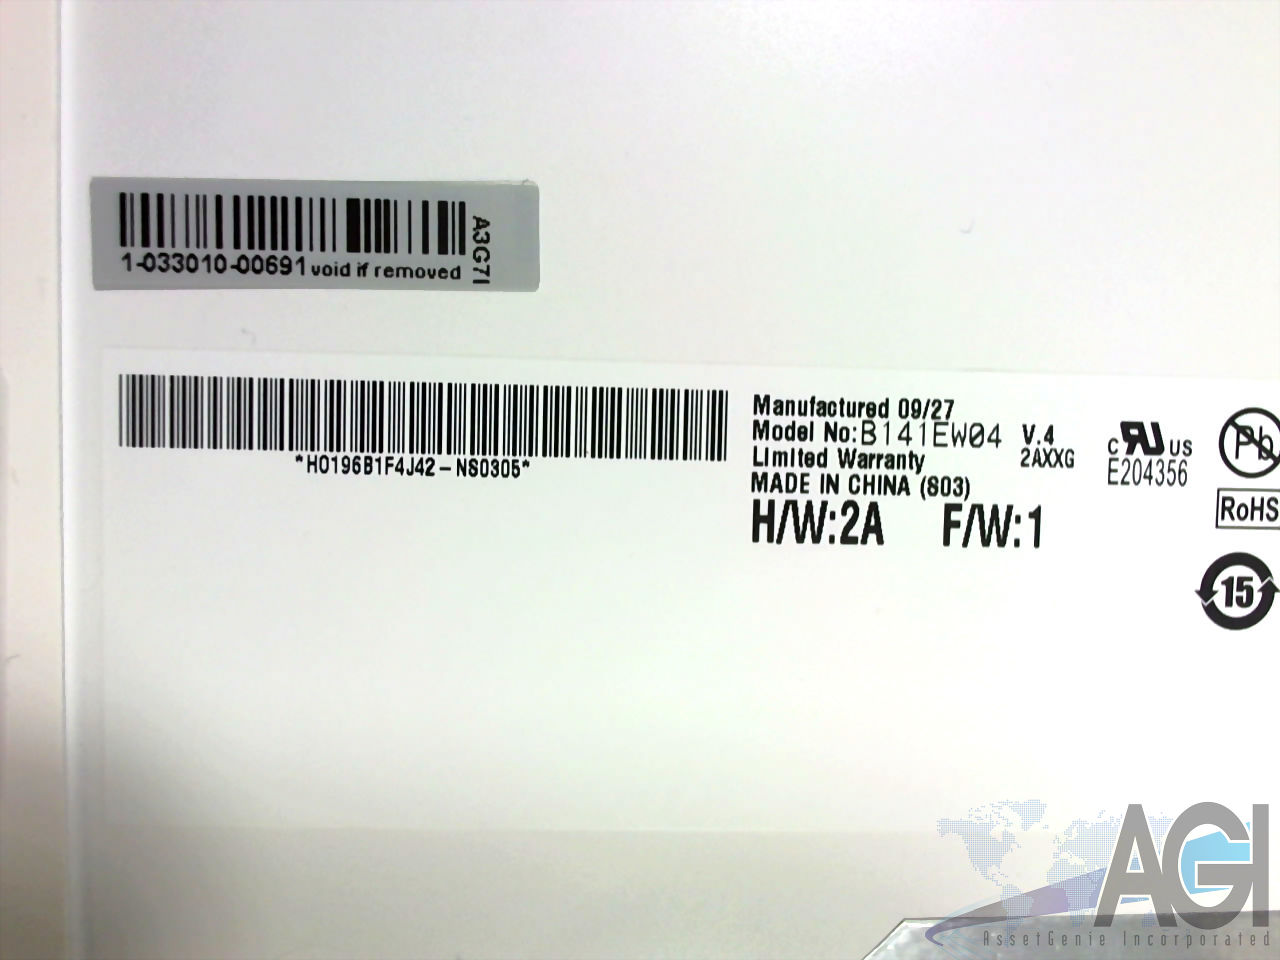 A3G7I
1-033010-00691 void if removed
*H0196B1F4J42-NS0305*
Manufactured 09/27
Model No: B141EW04 V.4
Limited Warranty 2AXXG
MADE IN CHINA (S03)
H/W:2A F/W:1
c RU US
E204356
Pb
RoHS
15
AGI
AssetGenie Incorporated